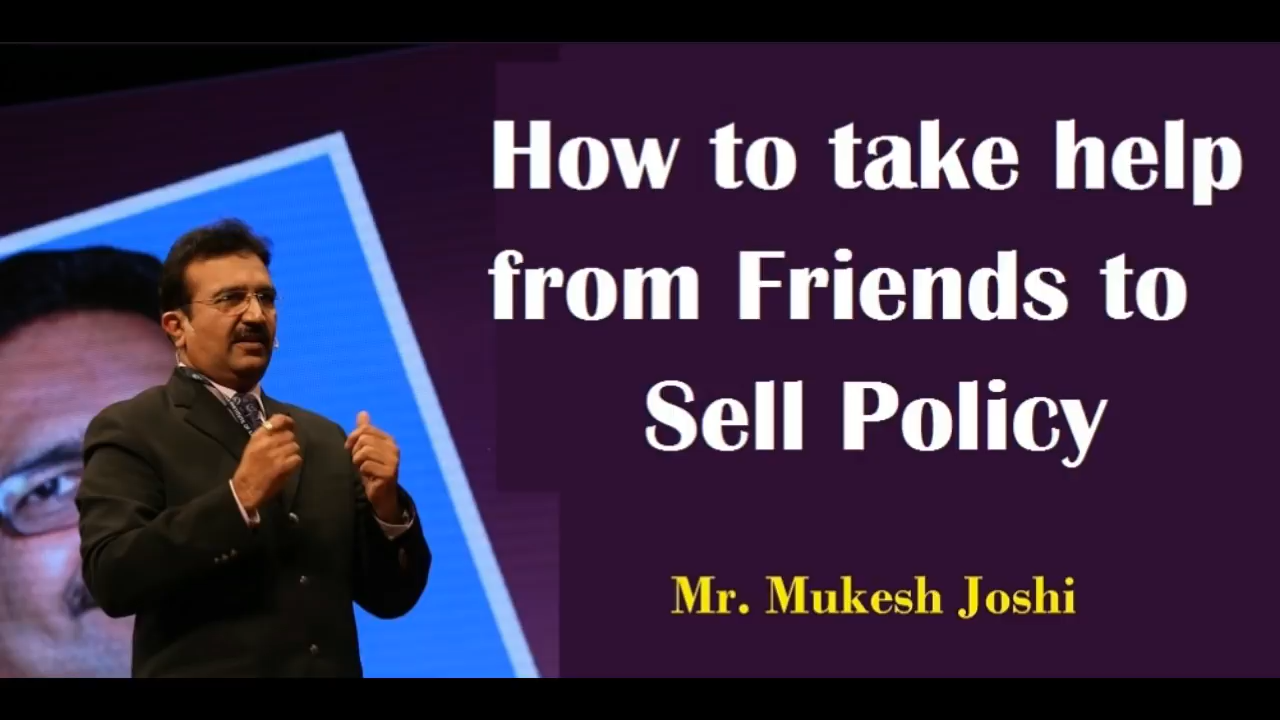 How to take help
from Friends to
Sell Policy
Mr. Mukesh Joshi